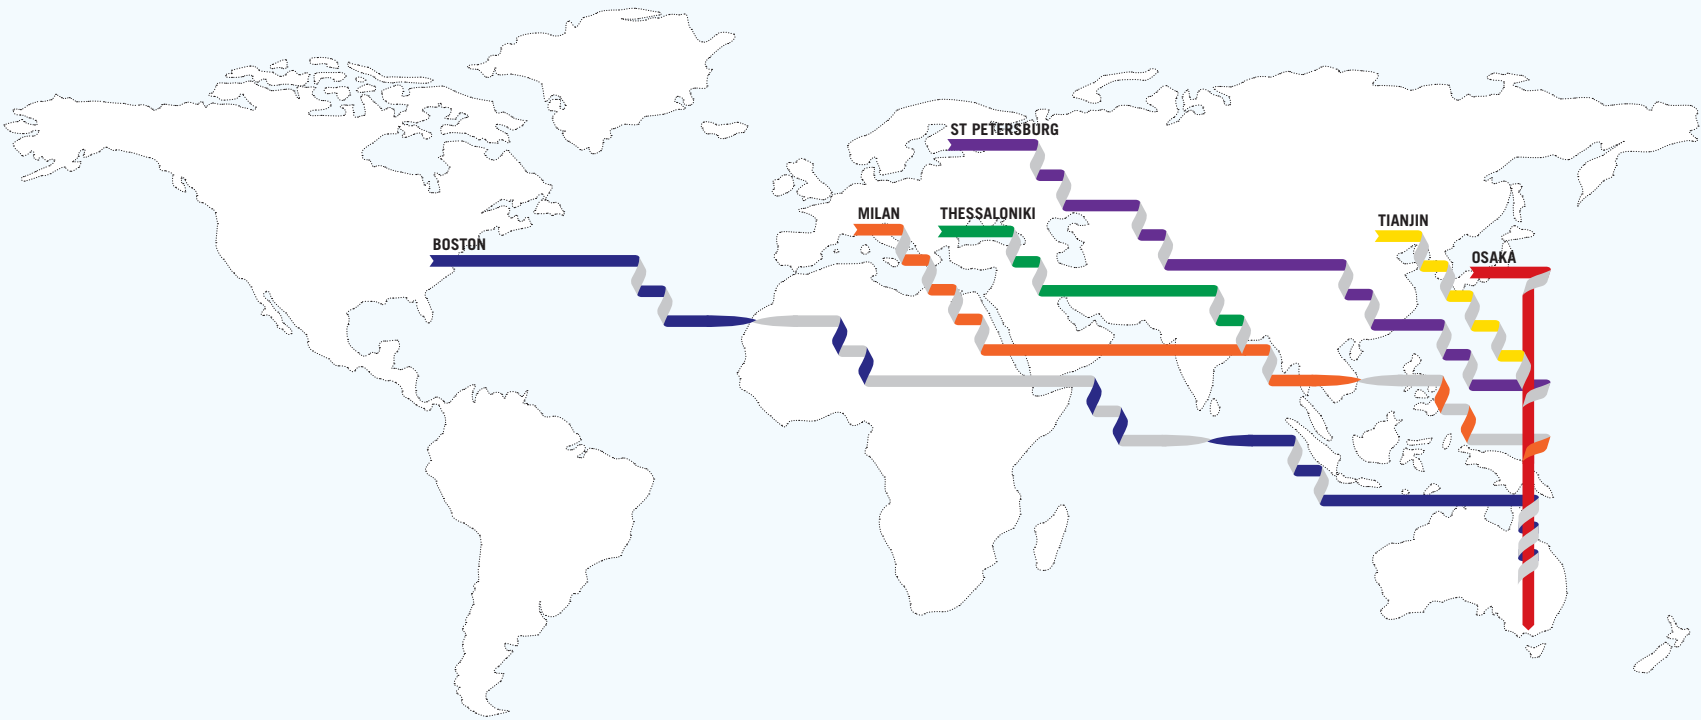 ST PETERSBURG
MILAN
THESSALONIKI
TIANJIN
BOSTON
OSAKA